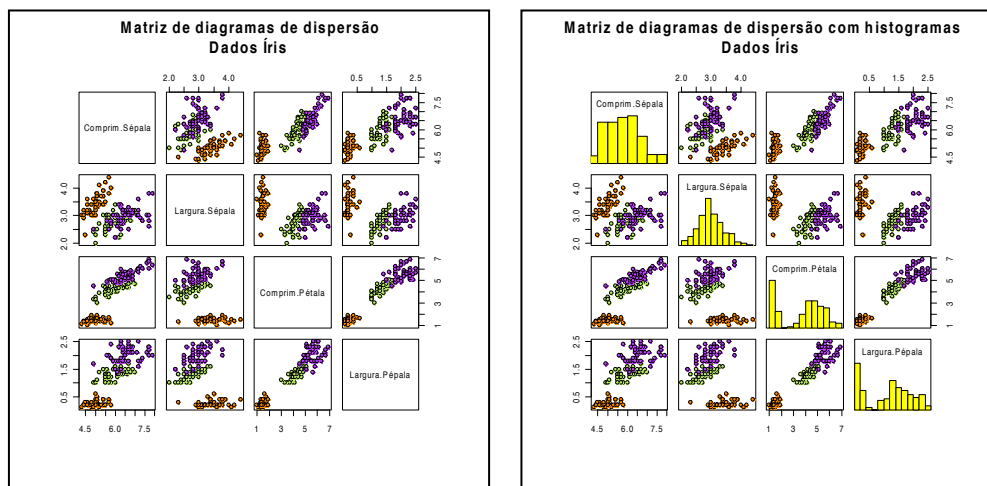 Matriz de diagramas de dispersão
Dados Íris
2.0 3.0 4.0
0.5 1.5 2.5
Comprim.Sépala
4.5 6.0 7.5
2.0 3.0 4.0
Largura.Sépala
Comprim.Pétala
1 3 5 7
0.5 1.5 2.5
Largura.Pépala
4.5 6.0 7.5
1 3 5 7
Matriz de diagramas de dispersão com histogramas
Dados Íris
2.0 3.0 4.0
0.5 1.5 2.5
Comprim.Sépala
4.5 6.0 7.5
2.0 3.0 4.0
Largura.Sépala
Comprim.Pétala
1 3 5 7
0.5 1.5 2.5
Largura.Pépala
4.5 6.0 7.5
1 3 5 7